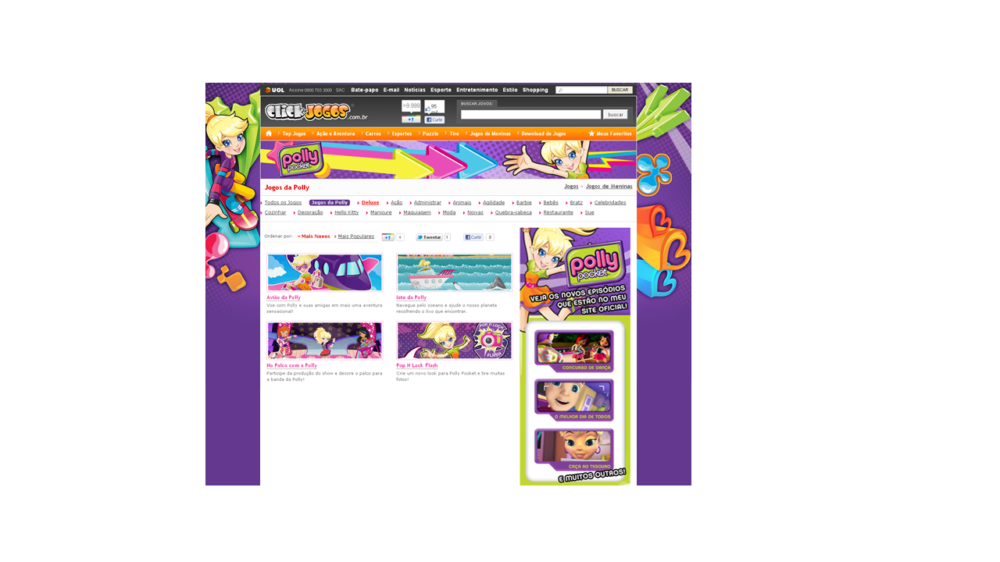 UOL Assine 0800 703 3000 SAC Bate-papo E-mail Notícias Esporte Entretenimento Estilo Shopping BUSCAR
CLICK JOGOS .com.br
>9.999
+1
95
Curtir
BUSCAR JOGOS:
buscar
Top Jogos Ação e Aventura Carros Esportes Puzzle Tiro Jogos de Meninas Download de Jogos Meus Favoritos
polly pocket
Jogos da Polly
Jogos – Jogos de Meninas
Todos os Jogos Jogos da Polly Deluxe Ação Administrar Animais Agilidade Barbie Bebês Bratz Celebridades
Cozinhar Decoração Hello Kitty Manicure Maquiagem Moda Noivas Quebra-cabeça Restaurante Sue
Ordenar por: Mais Novos Mais Populares +1 4 Tweetar 1 Curtir 8
Avião da Polly
Voe com Polly e suas amigas em mais uma aventura
sensacional!
Iate da Polly
Navegue pelo oceano e ajude o nosso planeta
recolhendo o lixo que encontrar.
No Palco com a Polly
Participe da produção do show e decore o palco para
a banda da Polly!
POP N LOCK
FLASH
Pop N Lock Flash
Crie um novo look para Polly Pocket e tire muitas
fotos!
polly pocket
VEJA OS NOVOS EPISÓDIOS
QUE ESTÃO NO MEU
SITE OFICIAL!
CONCURSO DE DANÇA
O MELHOR DIA DE TODOS
CAÇA AO TESOURO
E MUITOS OUTROS!